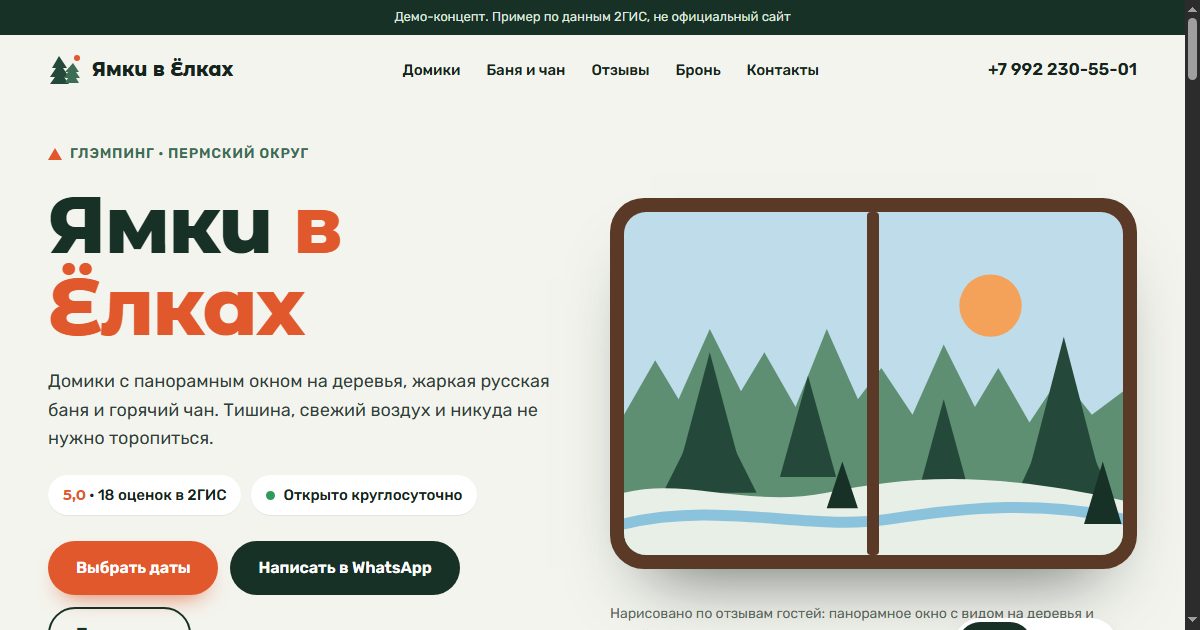 Демо-концепт. Пример по данным 2ГИС, не официальный сайт
Ямки в Ёлках
Домики
Баня и чан
Отзывы
Бронь
Контакты
+7 992 230-55-01
ГЛЭМПИНГ · ПЕРМСКИЙ ОКРУГ
Ямки в
Ёлках
Домики с панорамным окном на деревья, жаркая русская
баня и горячий чан. Тишина, свежий воздух и никуда не
нужно торопиться.
5,0 · 18 оценок в 2ГИС
Открыто круглосуточно
Выбрать даты
Написать в WhatsApp
Нарисовано по отзывам гостей: панорамное окно с видом на деревья и